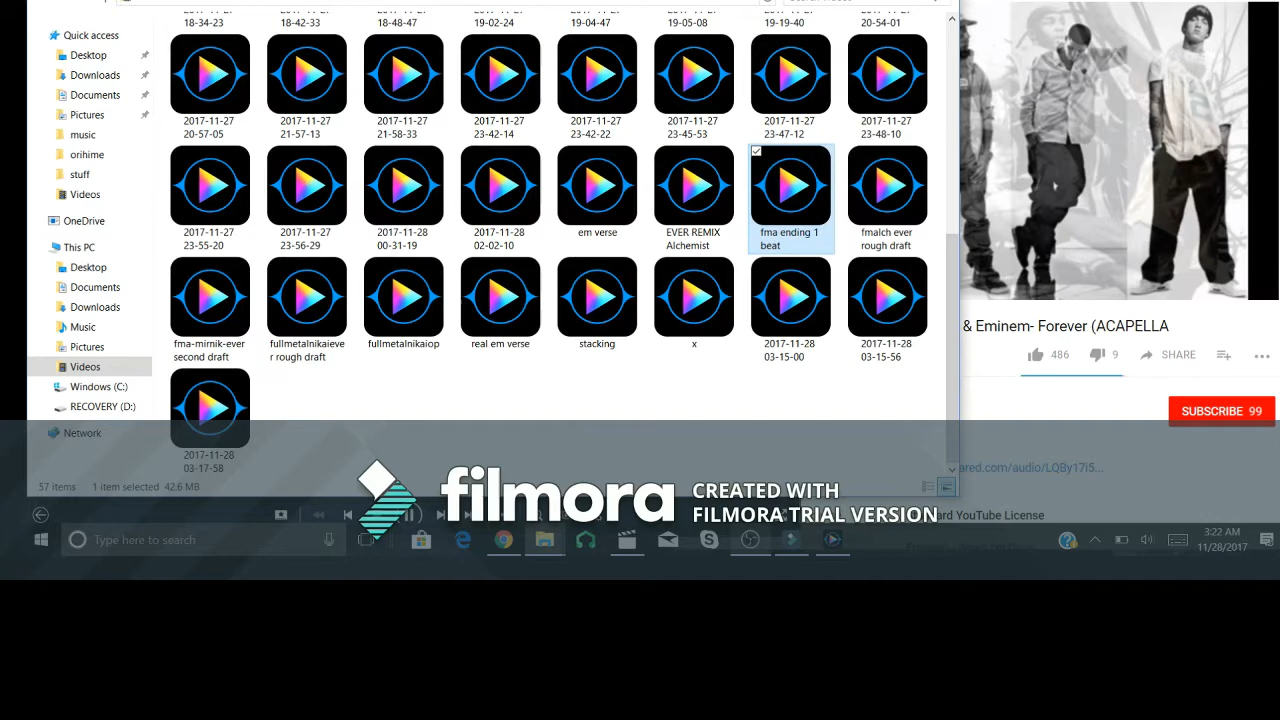 18-34-23
18-42-33
18-48-47
19-02-24
19-04-47
19-05-08
19-19-40
20-54-01
Quick access
Desktop
Downloads
Documents
Pictures
music
orihime
stuff
Videos
OneDrive
This PC
Desktop
Documents
Downloads
Music
Pictures
Videos
Windows (C:)
RECOVERY (D:)
Network
2017-11-27
20-57-05
2017-11-27
21-57-13
2017-11-27
21-58-33
2017-11-27
23-42-14
2017-11-27
23-42-22
2017-11-27
23-45-53
2017-11-27
23-47-12
2017-11-27
23-48-10
2017-11-27
23-55-20
2017-11-27
23-56-29
2017-11-28
00-31-19
2017-11-28
02-02-10
em verse
EVER REMIX
Alchemist
fma ending 1
beat
fmalch ever
rough draft
fma-mirnik-ever
second draft
fullmetalnikaieve
r rough draft
fullmetalnikaiop
real em verse
stacking
x
2017-11-28
03-15-00
2017-11-28
03-15-56
2017-11-28
03-17-58
57 items
1 item selected 42.6 MB
& Eminem- Forever (ACAPELLA
486
9
SHARE
SUBSCRIBE 99
ared.com/audio/LQBy17i5...
ard YouTube License
filmora
CREATED WITH
FILMORA TRIAL VERSION
Type here to search
3:22 AM
11/28/2017